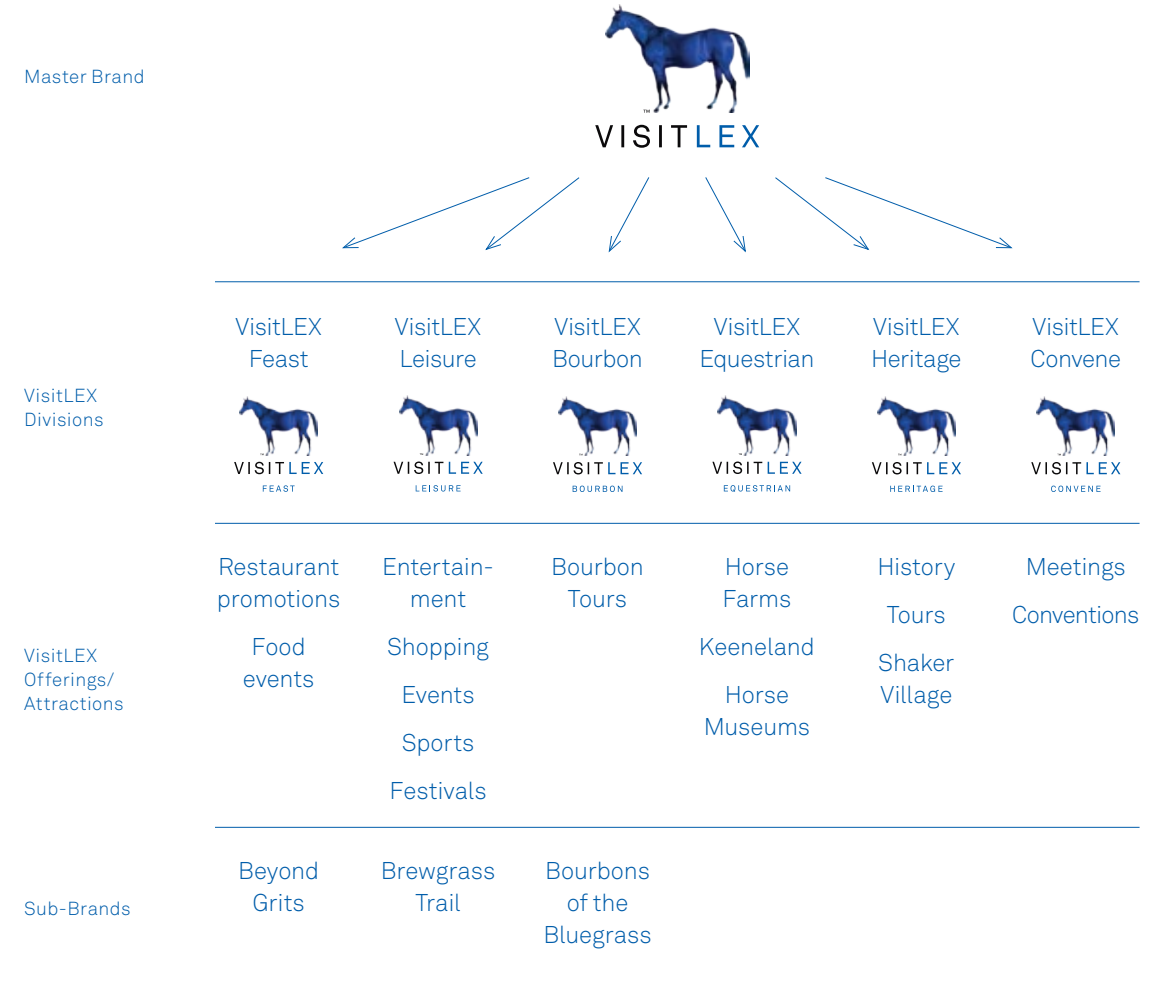 Master Brand
™
VISITLEX
VisitLEX
Feast
VisitLEX
Leisure
VisitLEX
Bourbon
VisitLEX
Equestrian
VisitLEX
Heritage
VisitLEX
Convene
VisitLEX
Divisions
VISITLEX
FEAST
VISITLEX
LEISURE
VISITLEX
BOURBON
VISITLEX
EQUESTRIAN
VISITLEX
HERITAGE
VISITLEX
CONVENE
VisitLEX
Offerings/
Attractions
Restaurant
promotions
Food
events
Entertain-
ment
Shopping
Events
Sports
Festivals
Bourbon
Tours
Horse
Farms
Keeneland
Horse
Museums
History
Tours
Shaker
Village
Meetings
Conventions
Sub-Brands
Beyond
Grits
Brewgrass
Trail
Bourbons
of the
Bluegrass